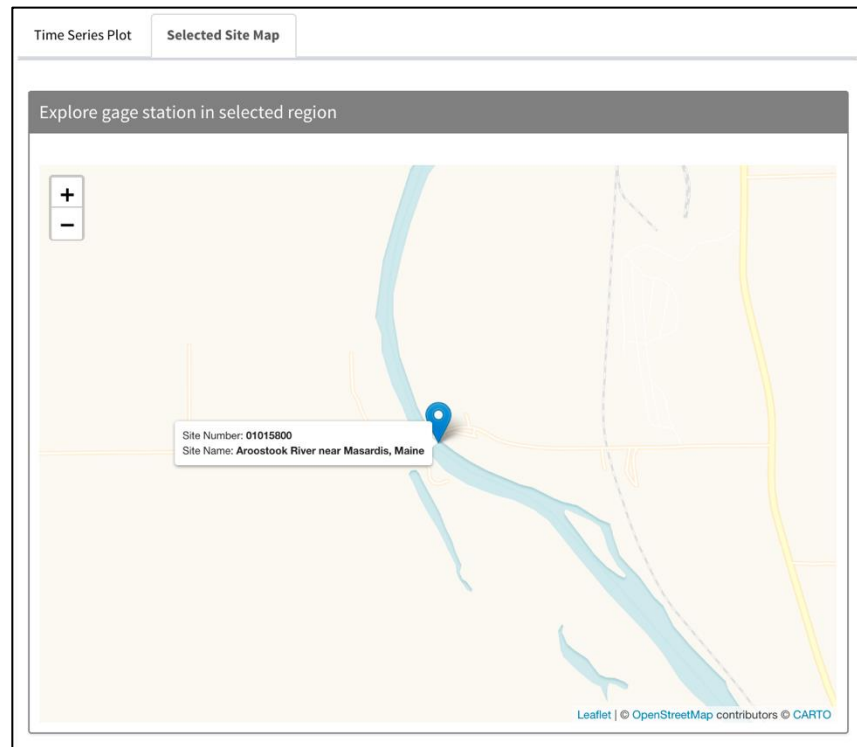 Time Series Plot Selected Site Map
Explore gage station in selected region
+
−
Site Number: 01015800
Site Name: Aroostook River near Masardis, Maine
Leaflet | © OpenStreetMap contributors © CARTO